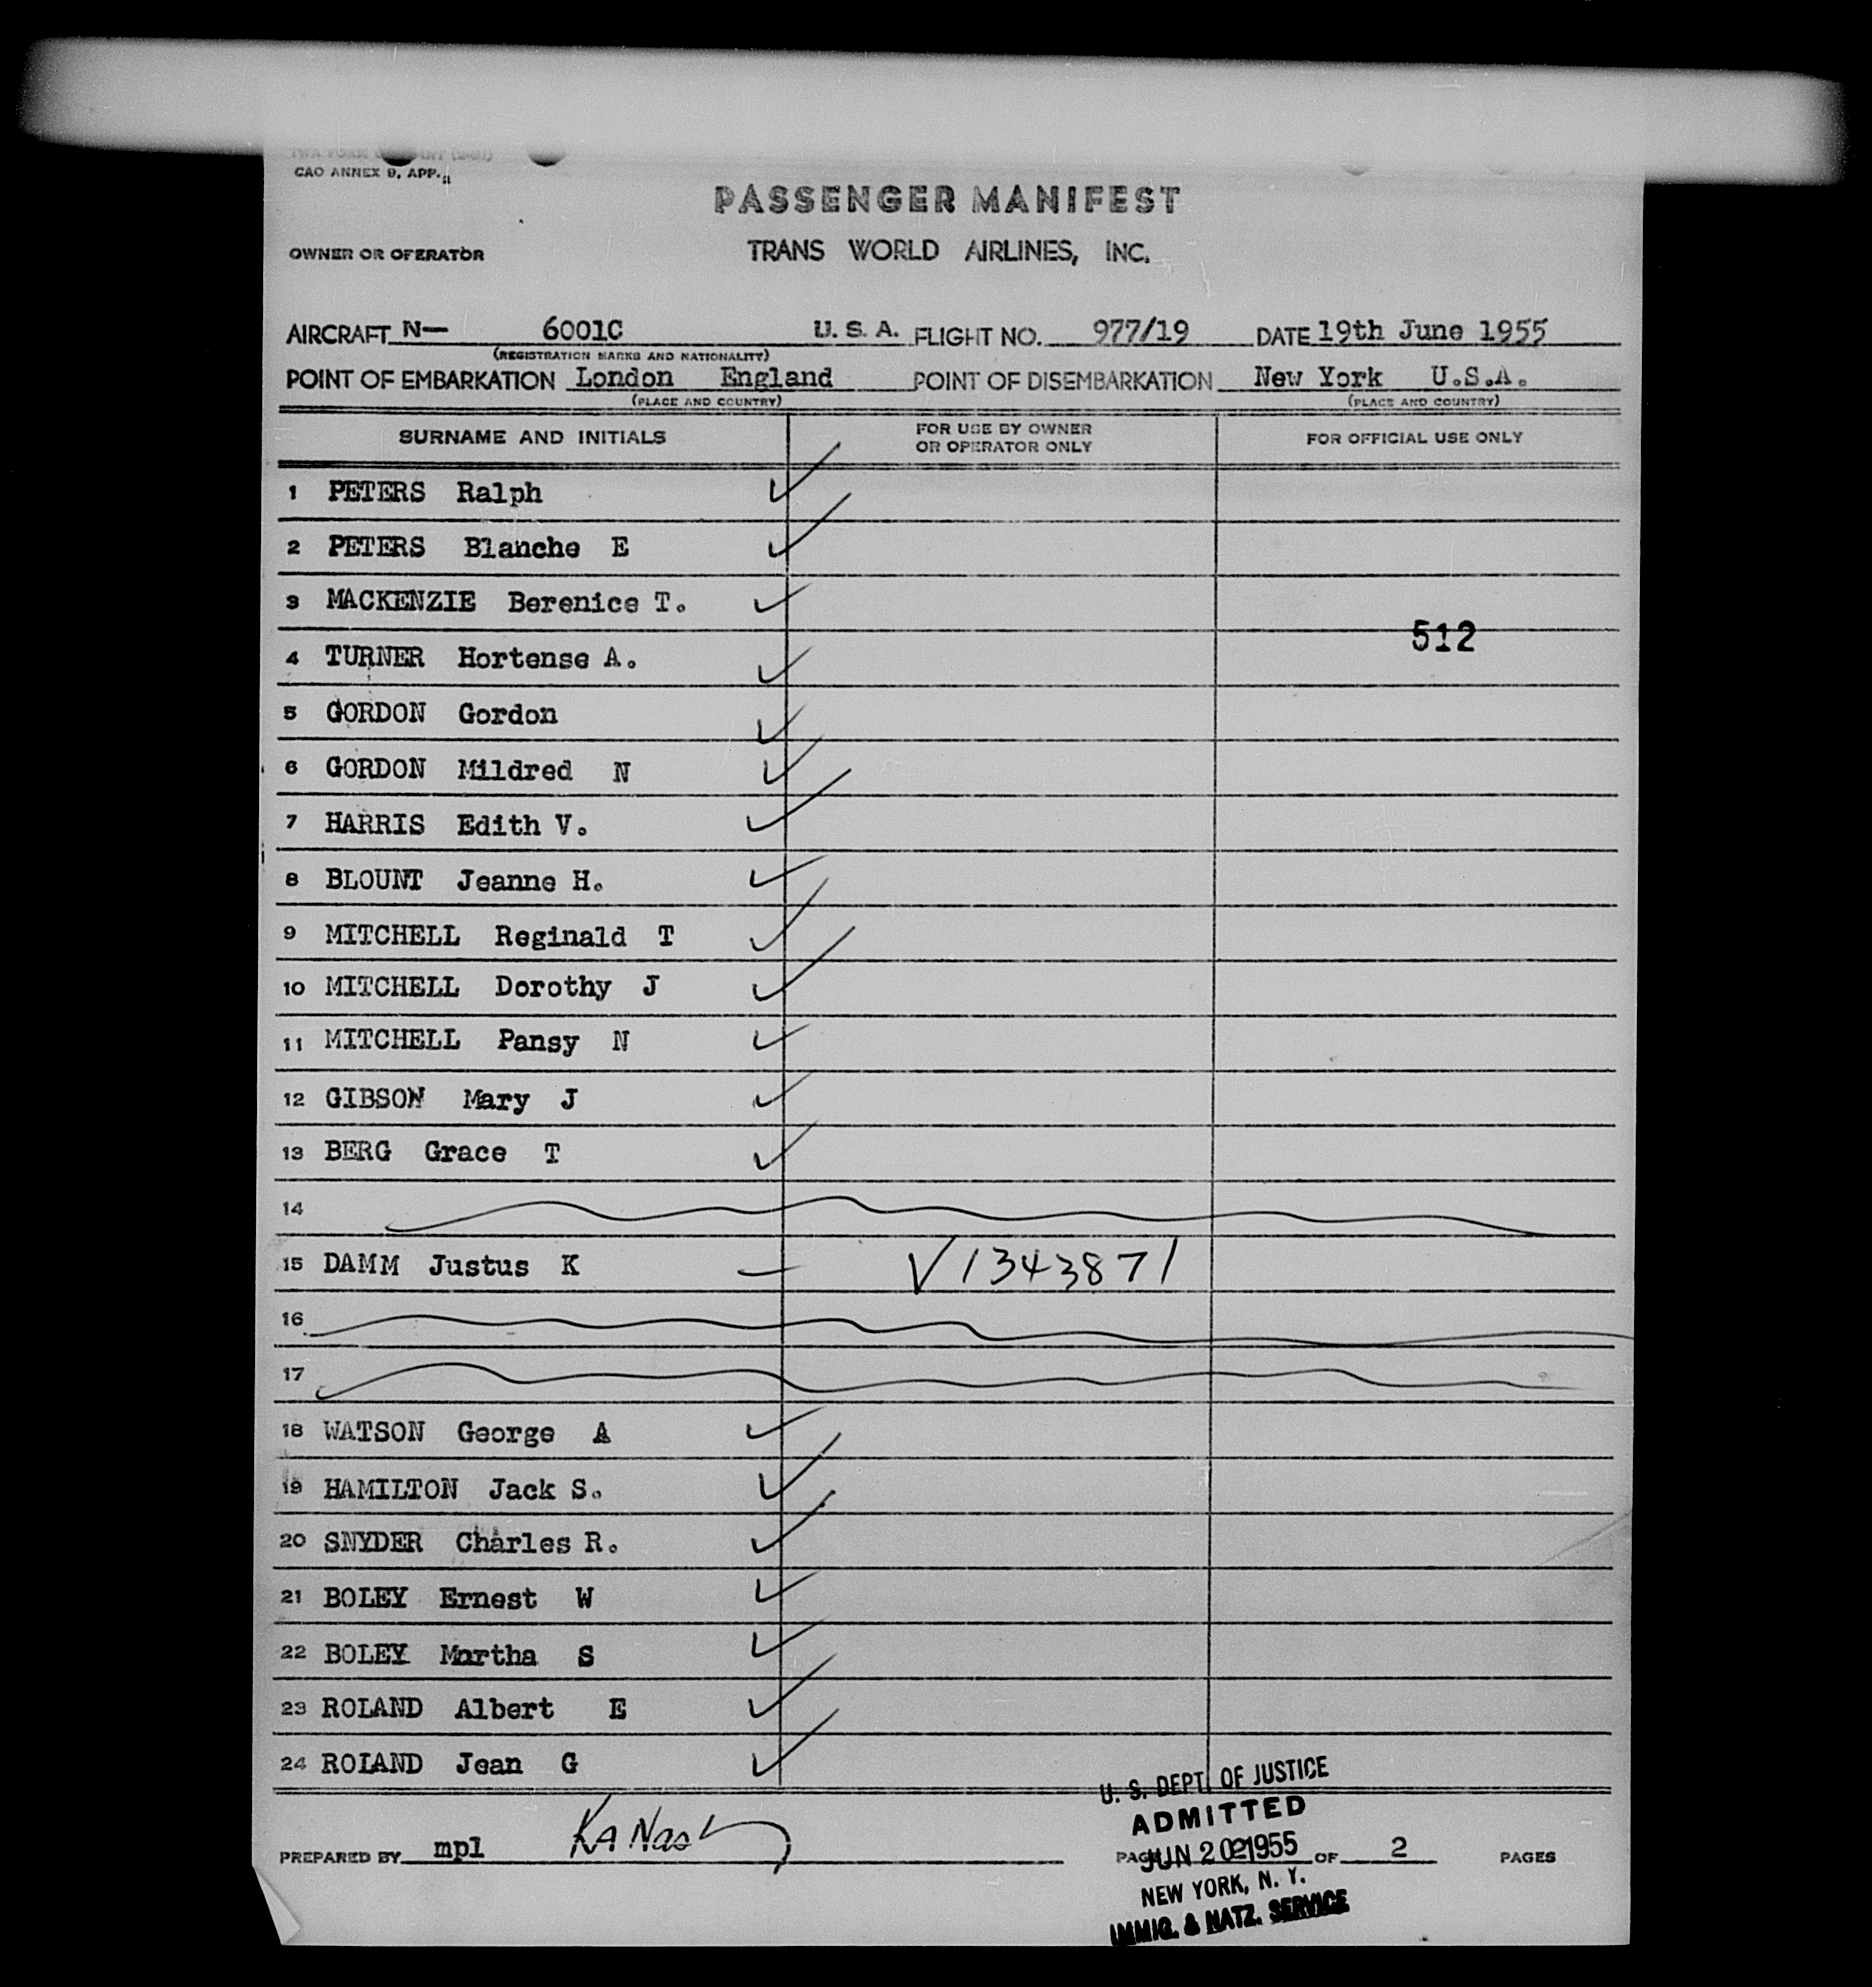 CAO ANNEX 9, APP.
PASSENGER MANIFEST
OWNER OR OPERATOR TRANS WORLD AIRLINES, INC.
AIRCRAFT N— 6001C U. S. A. FLIGHT NO. 977/19 DATE 19th June 1955
(REGISTRATION MARKS AND NATIONALITY)
POINT OF EMBARKATION London England POINT OF DISEMBARKATION New York U.S.A.
(PLACE AND COUNTRY) (PLACE AND COUNTRY)
SURNAME AND INITIALS FOR USE BY OWNER OR OPERATOR ONLY FOR OFFICIAL USE ONLY
1 PETERS Ralph
2 PETERS Blanche E
3 MACKENZIE Berenice T.
512
4 TURNER Hortense A.
5 GORDON Gordon
6 GORDON Mildred N
7 HARRIS Edith V.
8 BLOUNT Jeanne H.
9 MITCHELL Reginald T
10 MITCHELL Dorothy J
11 MITCHELL Pansy N
12 GIBSON Mary J
13 BERG Grace T
14
15 DAMM Justus K V1343871
16
17
18 WATSON George A
19 HAMILTON Jack S.
20 SNYDER Charles R.
21 BOLEY Ernest W
22 BOLEY Martha S
23 ROLAND Albert E
24 ROLAND Jean G
U. S. DEPT. OF JUSTICE
ADMITTED
PREPARED BY mpl KA Nash PAGE JUN 20 1955 OF 2 PAGES
NEW YORK, N. Y.
IMMIG. & NATZ. SERVICE